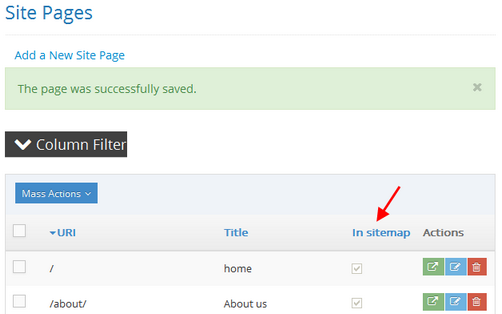 Site Pages
Add a New Site Page
The page was successfully saved.
Column Filter
Mass Actions
URI Title In sitemap Actions
/ home
/about/ About us